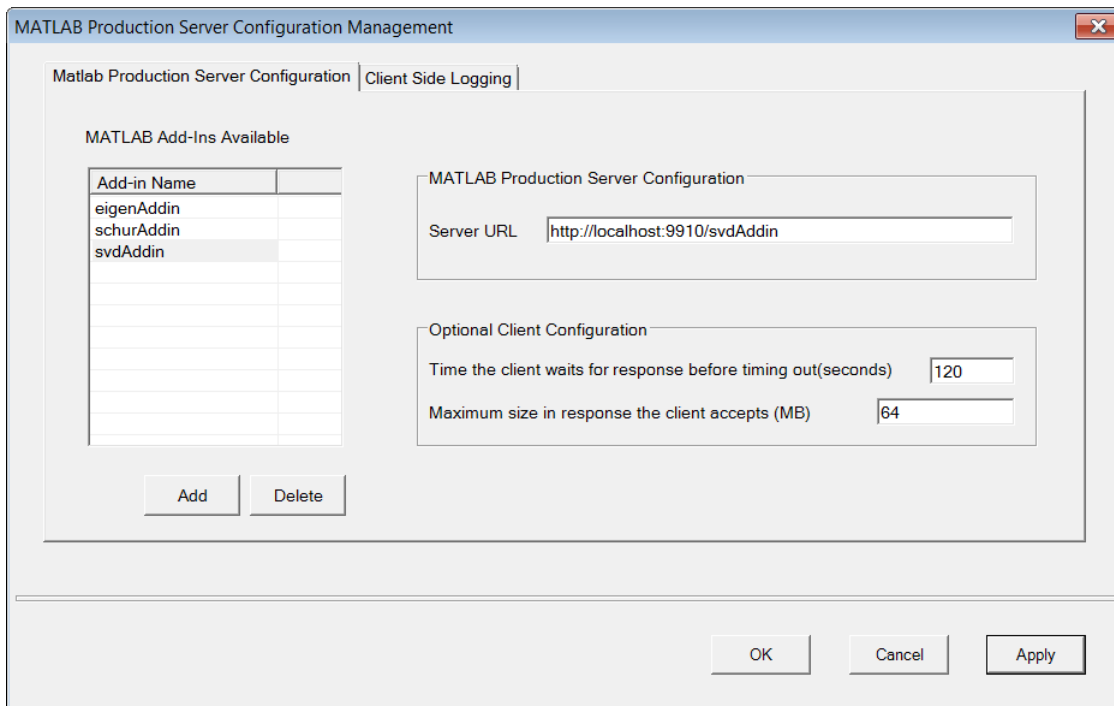 MATLAB Production Server Configuration Management
Matlab Production Server Configuration
Client Side Logging
MATLAB Add-Ins Available
Add-in Name
eigenAddin
schurAddin
svdAddin
Add
Delete
MATLAB Production Server Configuration
Server URL
http://localhost:9910/svdAddin
Optional Client Configuration
Time the client waits for response before timing out(seconds)
120
Maximum size in response the client accepts (MB)
64
OK
Cancel
Apply